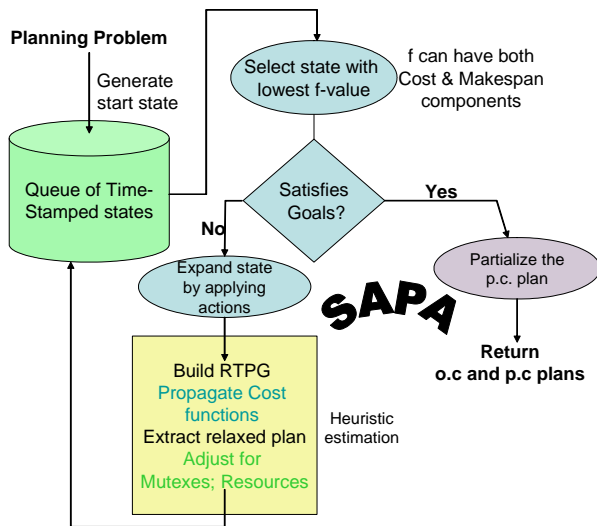 Planning Problem
Generate
start state
Queue of Time-
Stamped states
Select state with
lowest f-value
f can have both
Cost & Makespan
components
Satisfies
Goals?
Yes
No
Expand state
by applying
actions
Partialize the
p.c. plan
SAPA
Return
o.c and p.c plans
Build RTPG
Propagate Cost
functions
Extract relaxed plan
Adjust for
Mutexes; Resources
Heuristic
estimation